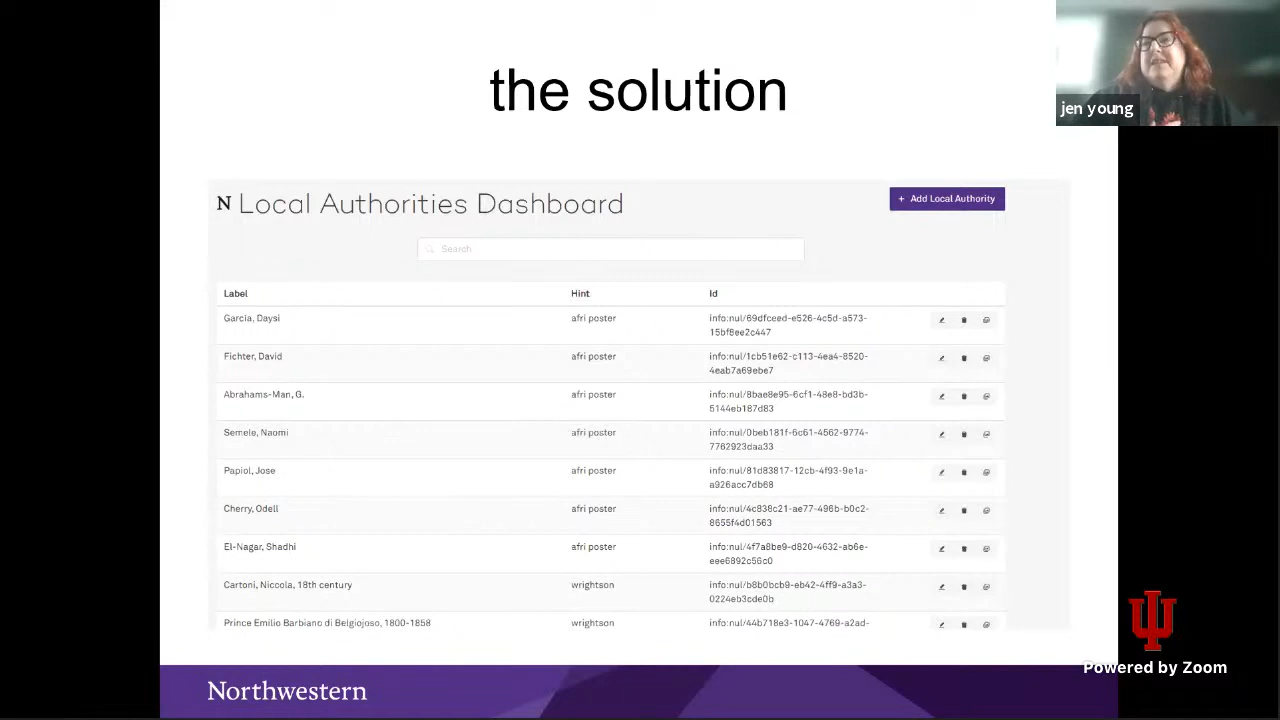 the solution
jen young
N Local Authorities Dashboard
+ Add Local Authority
Search
Label Hint Id
Garcia, Daysi afri poster info:nul/69dfceed-e526-4c5d-a573-
15bf8ee2c447
Fichter, David afri poster info:nul/1cb51e62-c113-4ea4-8520-
4eab7a69ebe7
Abrahams-Man, G. afri poster info:nul/8bae8e95-6cf1-48e8-bd3b-
5144eb187d83
Semele, Naomi afri poster info:nul/0beb181f-6c61-4562-9774-
7762923daa33
Papiol, Jose afri poster info:nul/81d83817-12cb-4f93-9e1a-
a926acc7db68
Cherry, Odell afri poster info:nul/4c838c21-ae77-496b-b0c2-
8655f4d01563
El-Nagar, Shadhi afri poster info:nul/4f7a8be9-d820-4632-ab6e-
eee6892c56c0
Cartoni, Niccola, 18th century wrightson info:nul/b8b0bcb9-eb42-4ff9-a3a3-
0224eb3cde0b
Prince Emilio Barbiano di Belgiojoso, 1800-1858 wrightson info:nul/44b718e3-1047-4769-a2ad-
Northwestern
Powered by Zoom